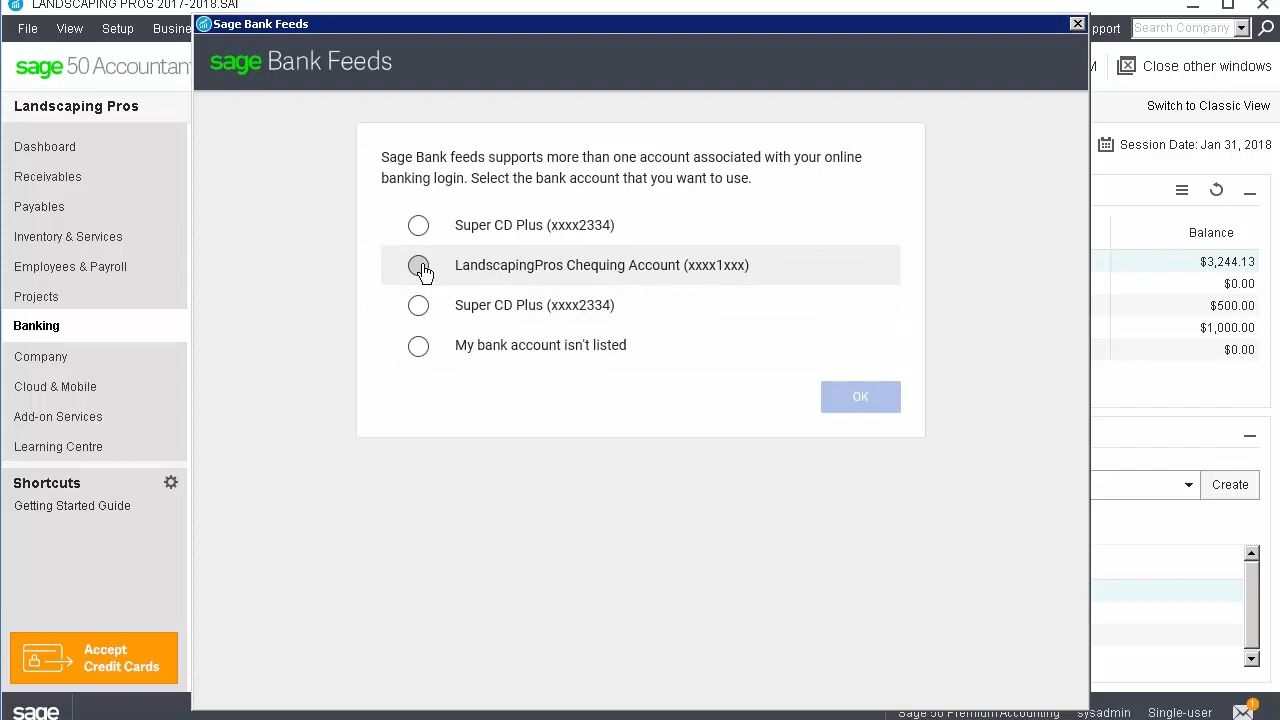 LANDSCAPING PROS 2017-2018.SAI
Sage Bank Feeds
File View Setup Busine
pport Search Company
sage 50 Accountan
sage Bank Feeds
Close other windows
Landscaping Pros
Switch to Classic View
Dashboard
Receivables
Payables
Inventory & Services
Employees & Payroll
Projects
Banking
Company
Cloud & Mobile
Add-on Services
Learning Centre
Shortcuts
Getting Started Guide
Accept
Credit Cards
Sage Bank feeds supports more than one account associated with your online
banking login. Select the bank account that you want to use.
Super CD Plus (xxxx2334)
LandscapingPros Chequing Account (xxxx1xxx)
Super CD Plus (xxxx2334)
My bank account isn't listed
OK
Session Date: Jan 31, 2018
Balance
$3,244.13
$0.00
$500.00
$1,000.00
$0.00
Create
sage
Sage 50 Premium Accounting sysadmin Single-user 1